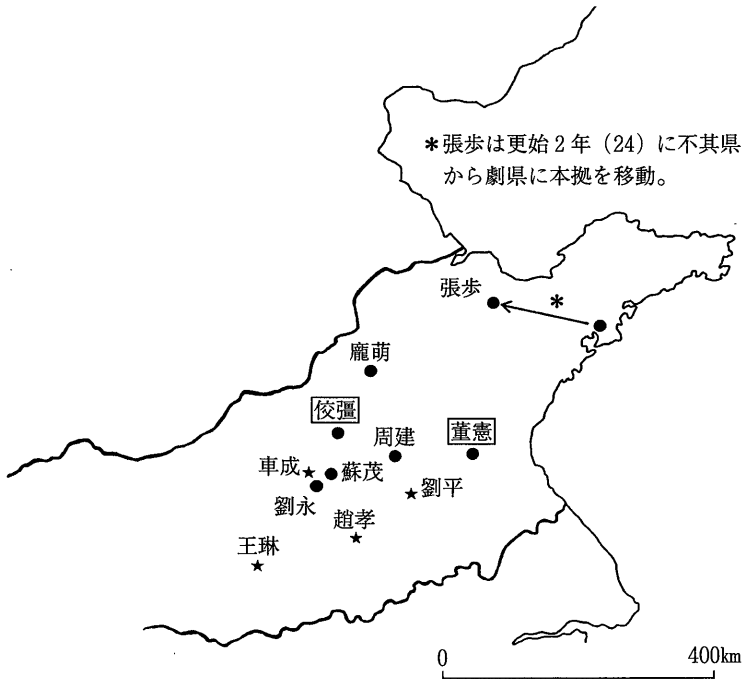 *張歩は更始2年（24）に不其県
から劇県に本拠を移動。
張歩
*
龐萌
佼彊
周建
董憲
車成
蘇茂
劉平
劉永
趙孝
王琳
0
400km